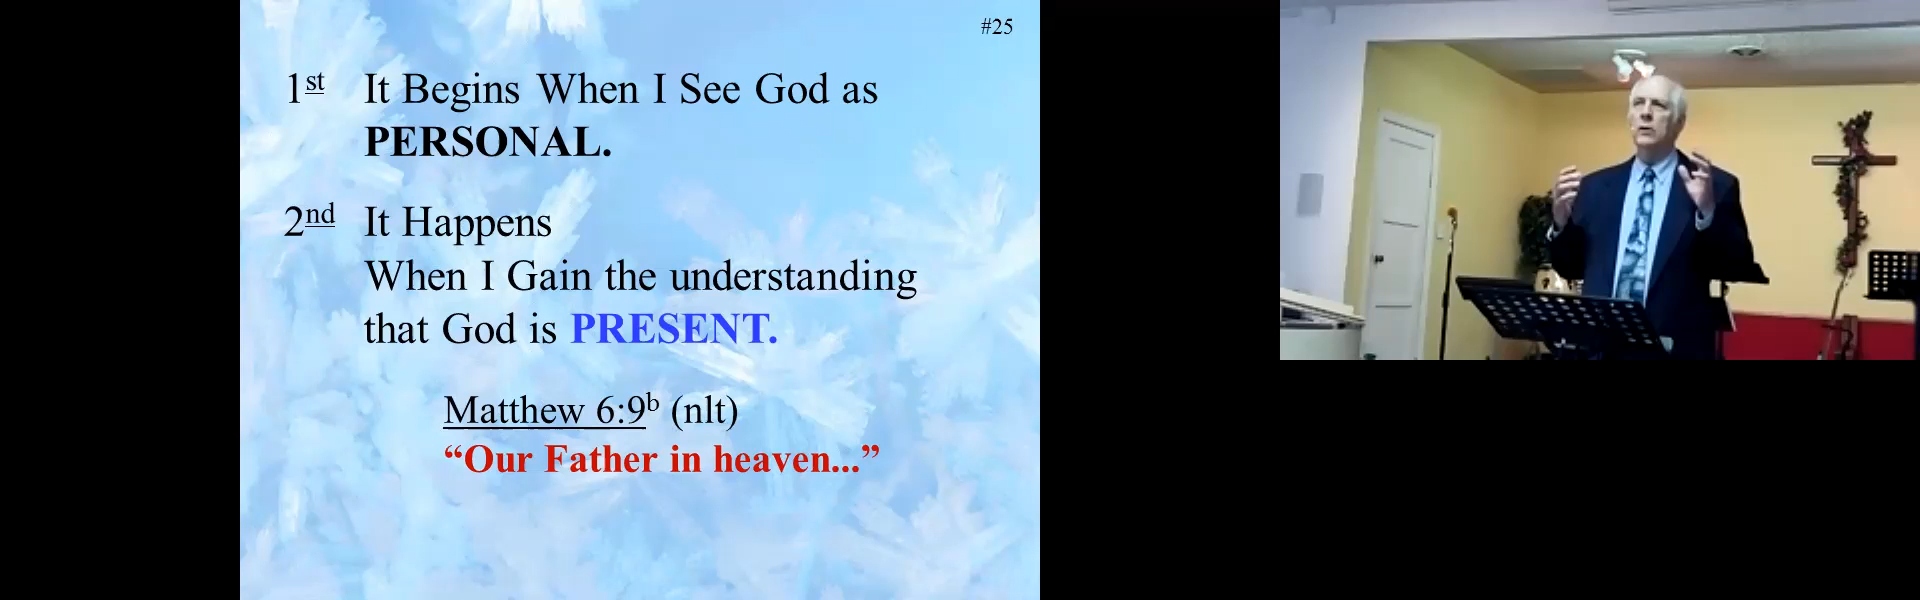 #25
1st It Begins When I See God as
PERSONAL.
2nd It Happens
When I Gain the understanding
that God is PRESENT.
Matthew 6:9b (nlt)
“Our Father in heaven...”